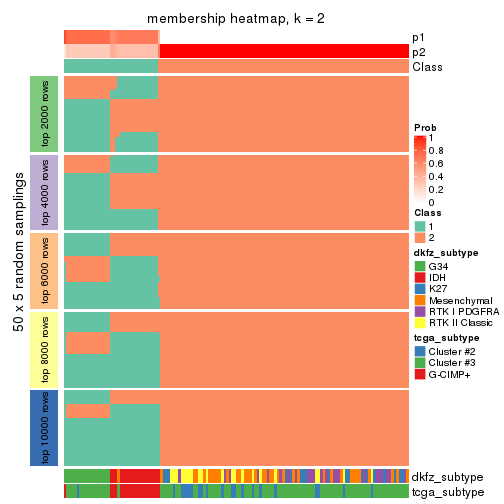 membership heatmap, k = 2
p1
p2
Class
50 x 5 random samplings
top 2000 rows
top 4000 rows
top 6000 rows
top 8000 rows
top 10000 rows
dkfz_subtype
tcga_subtype
Prob
1
0.8
0.6
0.4
0.2
0
Class
1
2
dkfz_subtype
G34
IDH
K27
Mesenchymal
RTK I PDGFRA
RTK II Classic
tcga_subtype
Cluster #2
Cluster #3
G-CIMP+